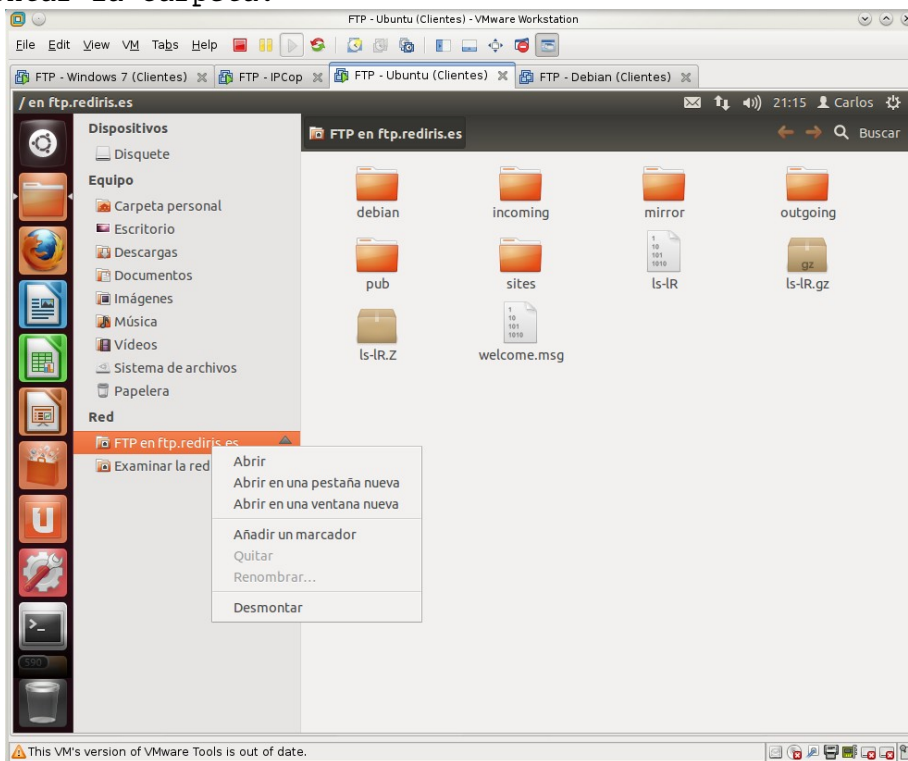 FTP - Ubuntu (Clientes) - VMware Workstation
File Edit View VM Tabs Help
FTP - Windows 7 (Clientes) FTP - IPCop FTP - Ubuntu (Clientes) FTP - Debian (Clientes)
/ en ftp.rediris.es 21:15 Carlos
Dispositivos
Disquete
Equipo
Carpeta personal
Escritorio
Descargas
Documentos
Imágenes
Música
Vídeos
Sistema de archivos
Papelera
Red
FTP en ftp.rediris.es
Examinar la red
FTP en ftp.rediris.es Buscar
debian incoming mirror outgoing
pub sites ls-lR ls-lR.gz
ls-lR.Z welcome.msg
Abrir
Abrir en una pestaña nueva
Abrir en una ventana nueva
Añadir un marcador
Quitar
Renombrar...
Desmontar
This VM's version of VMware Tools is out of date.